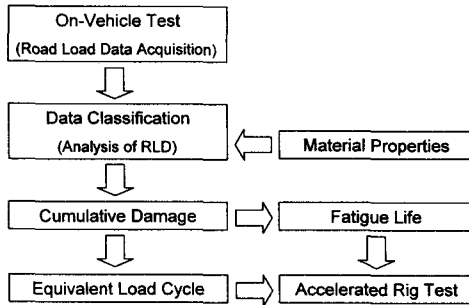 On-Vehicle Test
(Road Load Data Acquisition)
Data Classification
(Analysis of RLD)
Material Properties
Cumulative Damage
Fatigue Life
Equivalent Load Cycle
Accelerated Rig Test